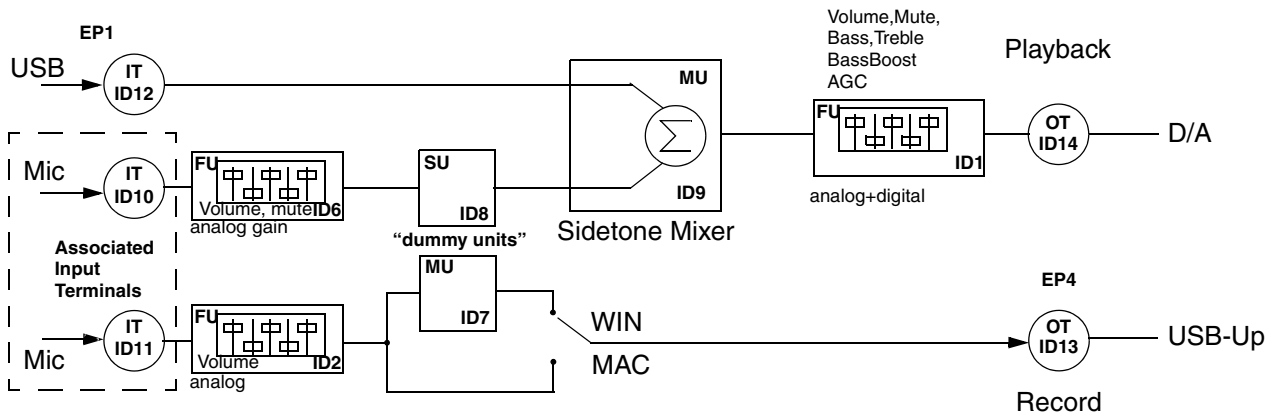 EP1
USB
IT
ID12
MU
Σ
ID9
Sidetone Mixer
Volume,Mute,
Bass,Treble
BassBoost
AGC
FU
ID1
analog+digital
Playback
OT
ID14
D/A
Mic
IT
ID10
FU
Volume, mute
ID6
analog gain
SU
ID8
“dummy units”
Associated
Input
Terminals
Mic
IT
ID11
FU
Volume
ID2
analog
MU
ID7
WIN
MAC
EP4
OT
ID13
USB-Up
Record